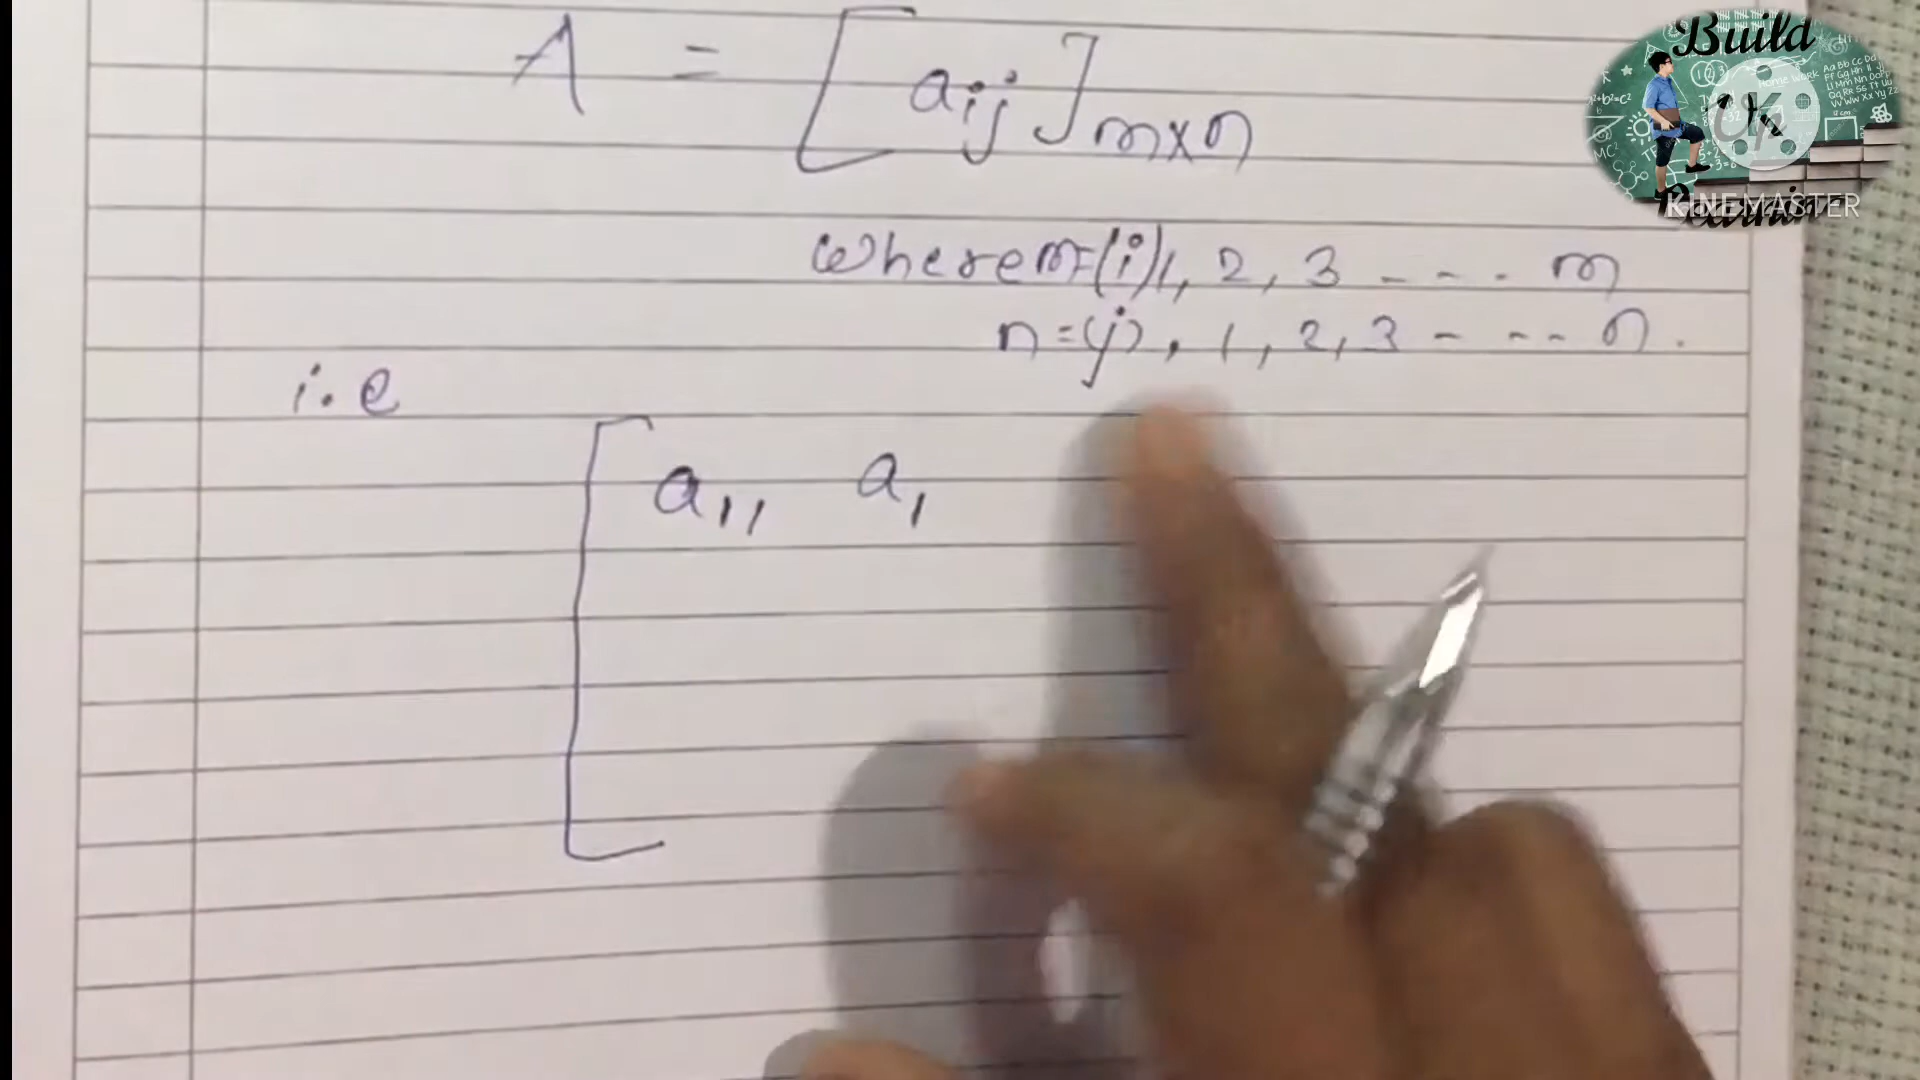 A = [aij]m×n
where m=(i) 1, 2, 3 - - - m
n=(j), 1, 2, 3 - - - n.
i.e
[a11 a1
Build
KINEMASTER